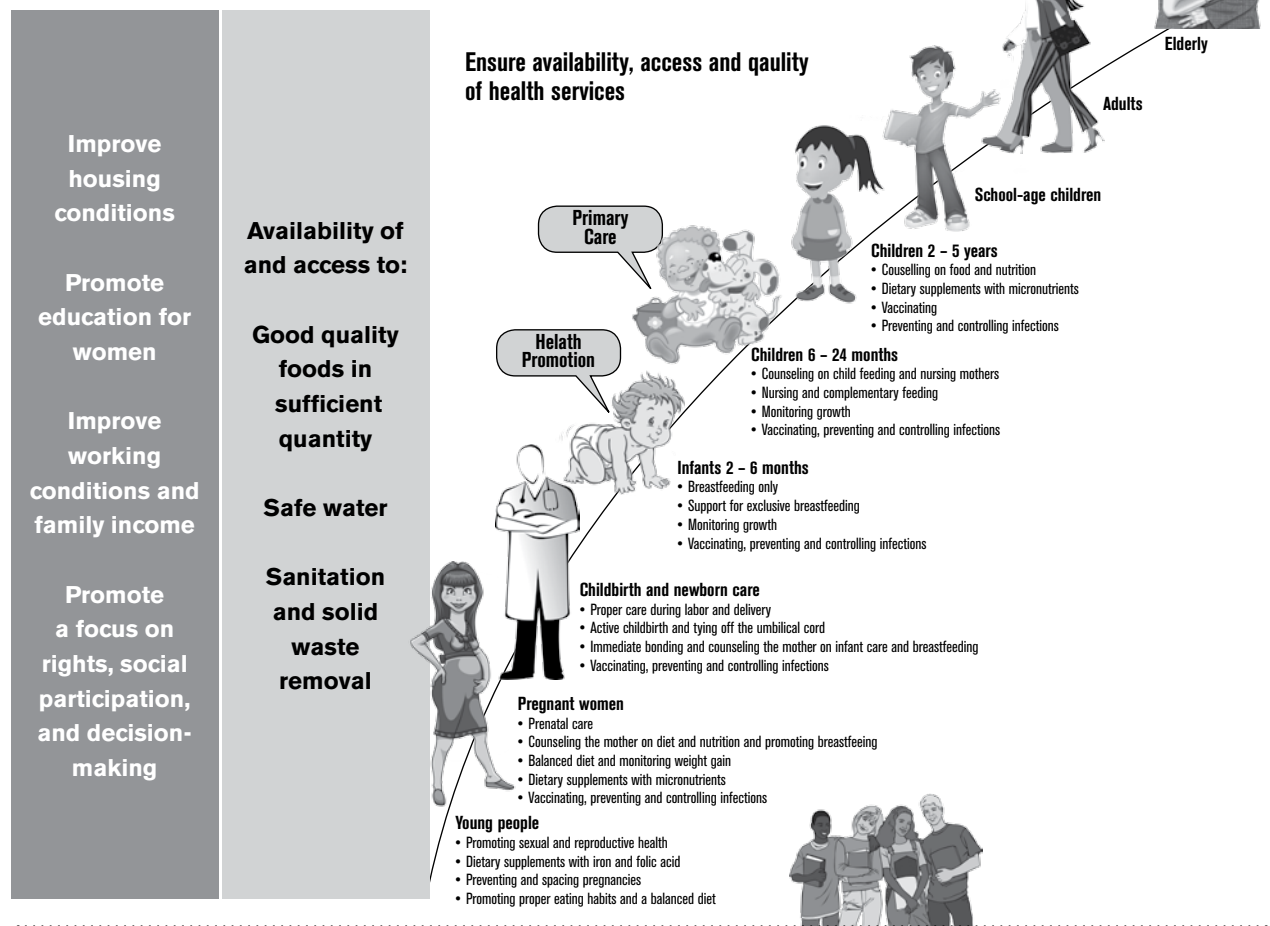 Improve
housing
conditions
Promote
education for
women
Improve
working
conditions and
family income
Promote
a focus on
rights, social
participation,
and decision-
making
Availability of
and access to:
Good quality
foods in
sufficient
quantity
Safe water
Sanitation
and solid
waste
removal
Ensure availability, access and qaulity
of health services
Elderly
Adults
School-age children
Primary
Care
Children 2 – 5 years
• Couselling on food and nutrition
• Dietary supplements with micronutrients
• Vaccinating
• Preventing and controlling infections
Helath
Promotion
Children 6 – 24 months
• Counseling on child feeding and nursing mothers
• Nursing and complementary feeding
• Monitoring growth
• Vaccinating, preventing and controlling infections
Infants 2 – 6 months
• Breastfeeding only
• Support for exclusive breastfeeding
• Monitoring growth
• Vaccinating, preventing and controlling infections
Childbirth and newborn care
• Proper care during labor and delivery
• Active childbirth and tying off the umbilical cord
• Immediate bonding and counseling the mother on infant care and breastfeeding
• Vaccinating, preventing and controlling infections
Pregnant women
• Prenatal care
• Counseling the mother on diet and nutrition and promoting breastfeeing
• Balanced diet and monitoring weight gain
• Dietary supplements with micronutrients
• Vaccinating, preventing and controlling infections
Young people
• Promoting sexual and reproductive health
• Dietary supplements with iron and folic acid
• Preventing and spacing pregnancies
• Promoting proper eating habits and a balanced diet